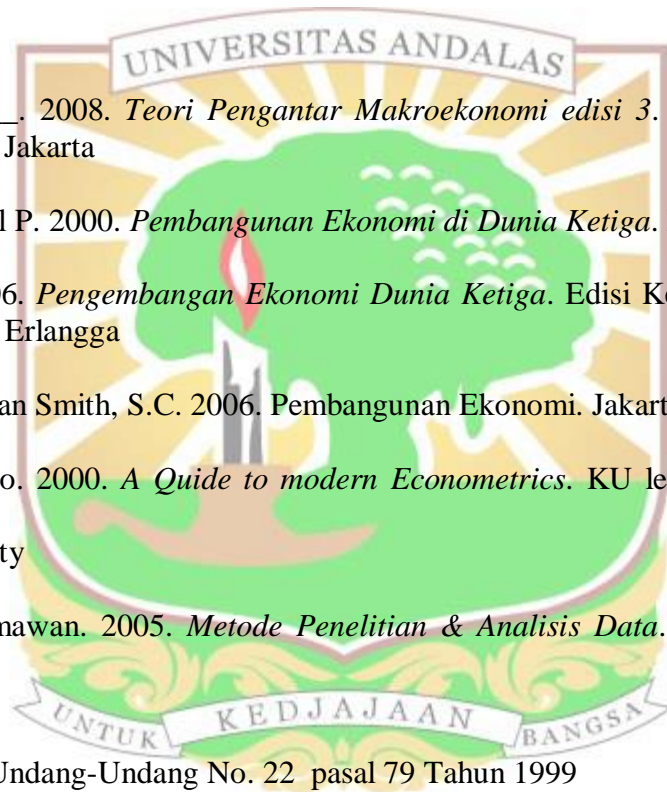 UNIVERSITAS ANDALAS
_. 2008. Teori Pengantar Makroekonomi edisi 3.
Jakarta
l P. 2000. Pembangunan Ekonomi di Dunia Ketiga.
06. Pengembangan Ekonomi Dunia Ketiga. Edisi Ke
Erlangga
an Smith, S.C. 2006. Pembangunan Ekonomi. Jakart
o. 2000. A Quide to modern Econometrics. KU le
ty
mawan. 2005. Metode Penelitian & Analisis Data.
UNTUK KEDJAJAAN BANGSA
Undang-Undang No. 22 pasal 79 Tahun 1999